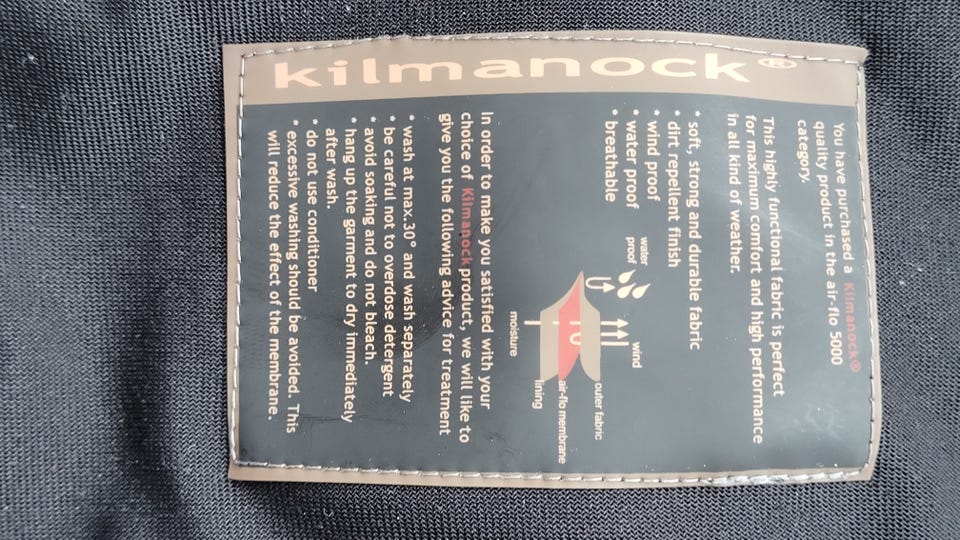 kilmanock®
You have purchased a Kilmanock®
quality product in the air-flo 5000
category.
This highly functional fabric is perfect
for maximum comfort and high performance
in all kind of weather.
* soft, strong and durable fabric
* dirt repellent finish
* wind proof
* water proof
* breathable
water
proof
wind
outer fabric
air-flo membrane
lining
moisture
In order to make you satisfied with your
choice of Kilmanock product, we will like to
give you the following advice for treatment
* wash at max.30° and wash separately
* be careful not to overdose detergent
* avoid soaking and do not bleach.
* hang up the garment to dry immediately
after wash.
* do not use conditioner
* excessive washing should be avoided. This
will reduce the effect of the membrane.